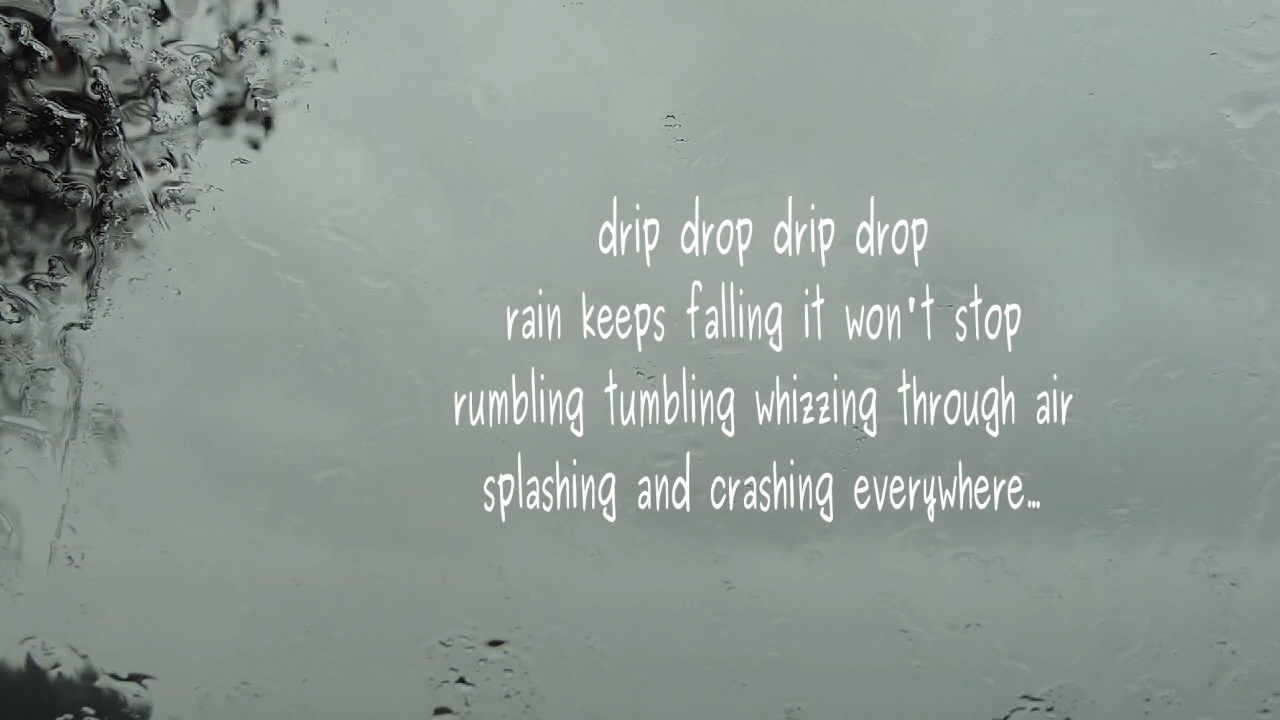 drip drop drip drop
rain keeps falling it won't stop
rumbling tumbling whizzing through air
splashing and crashing everywhere...